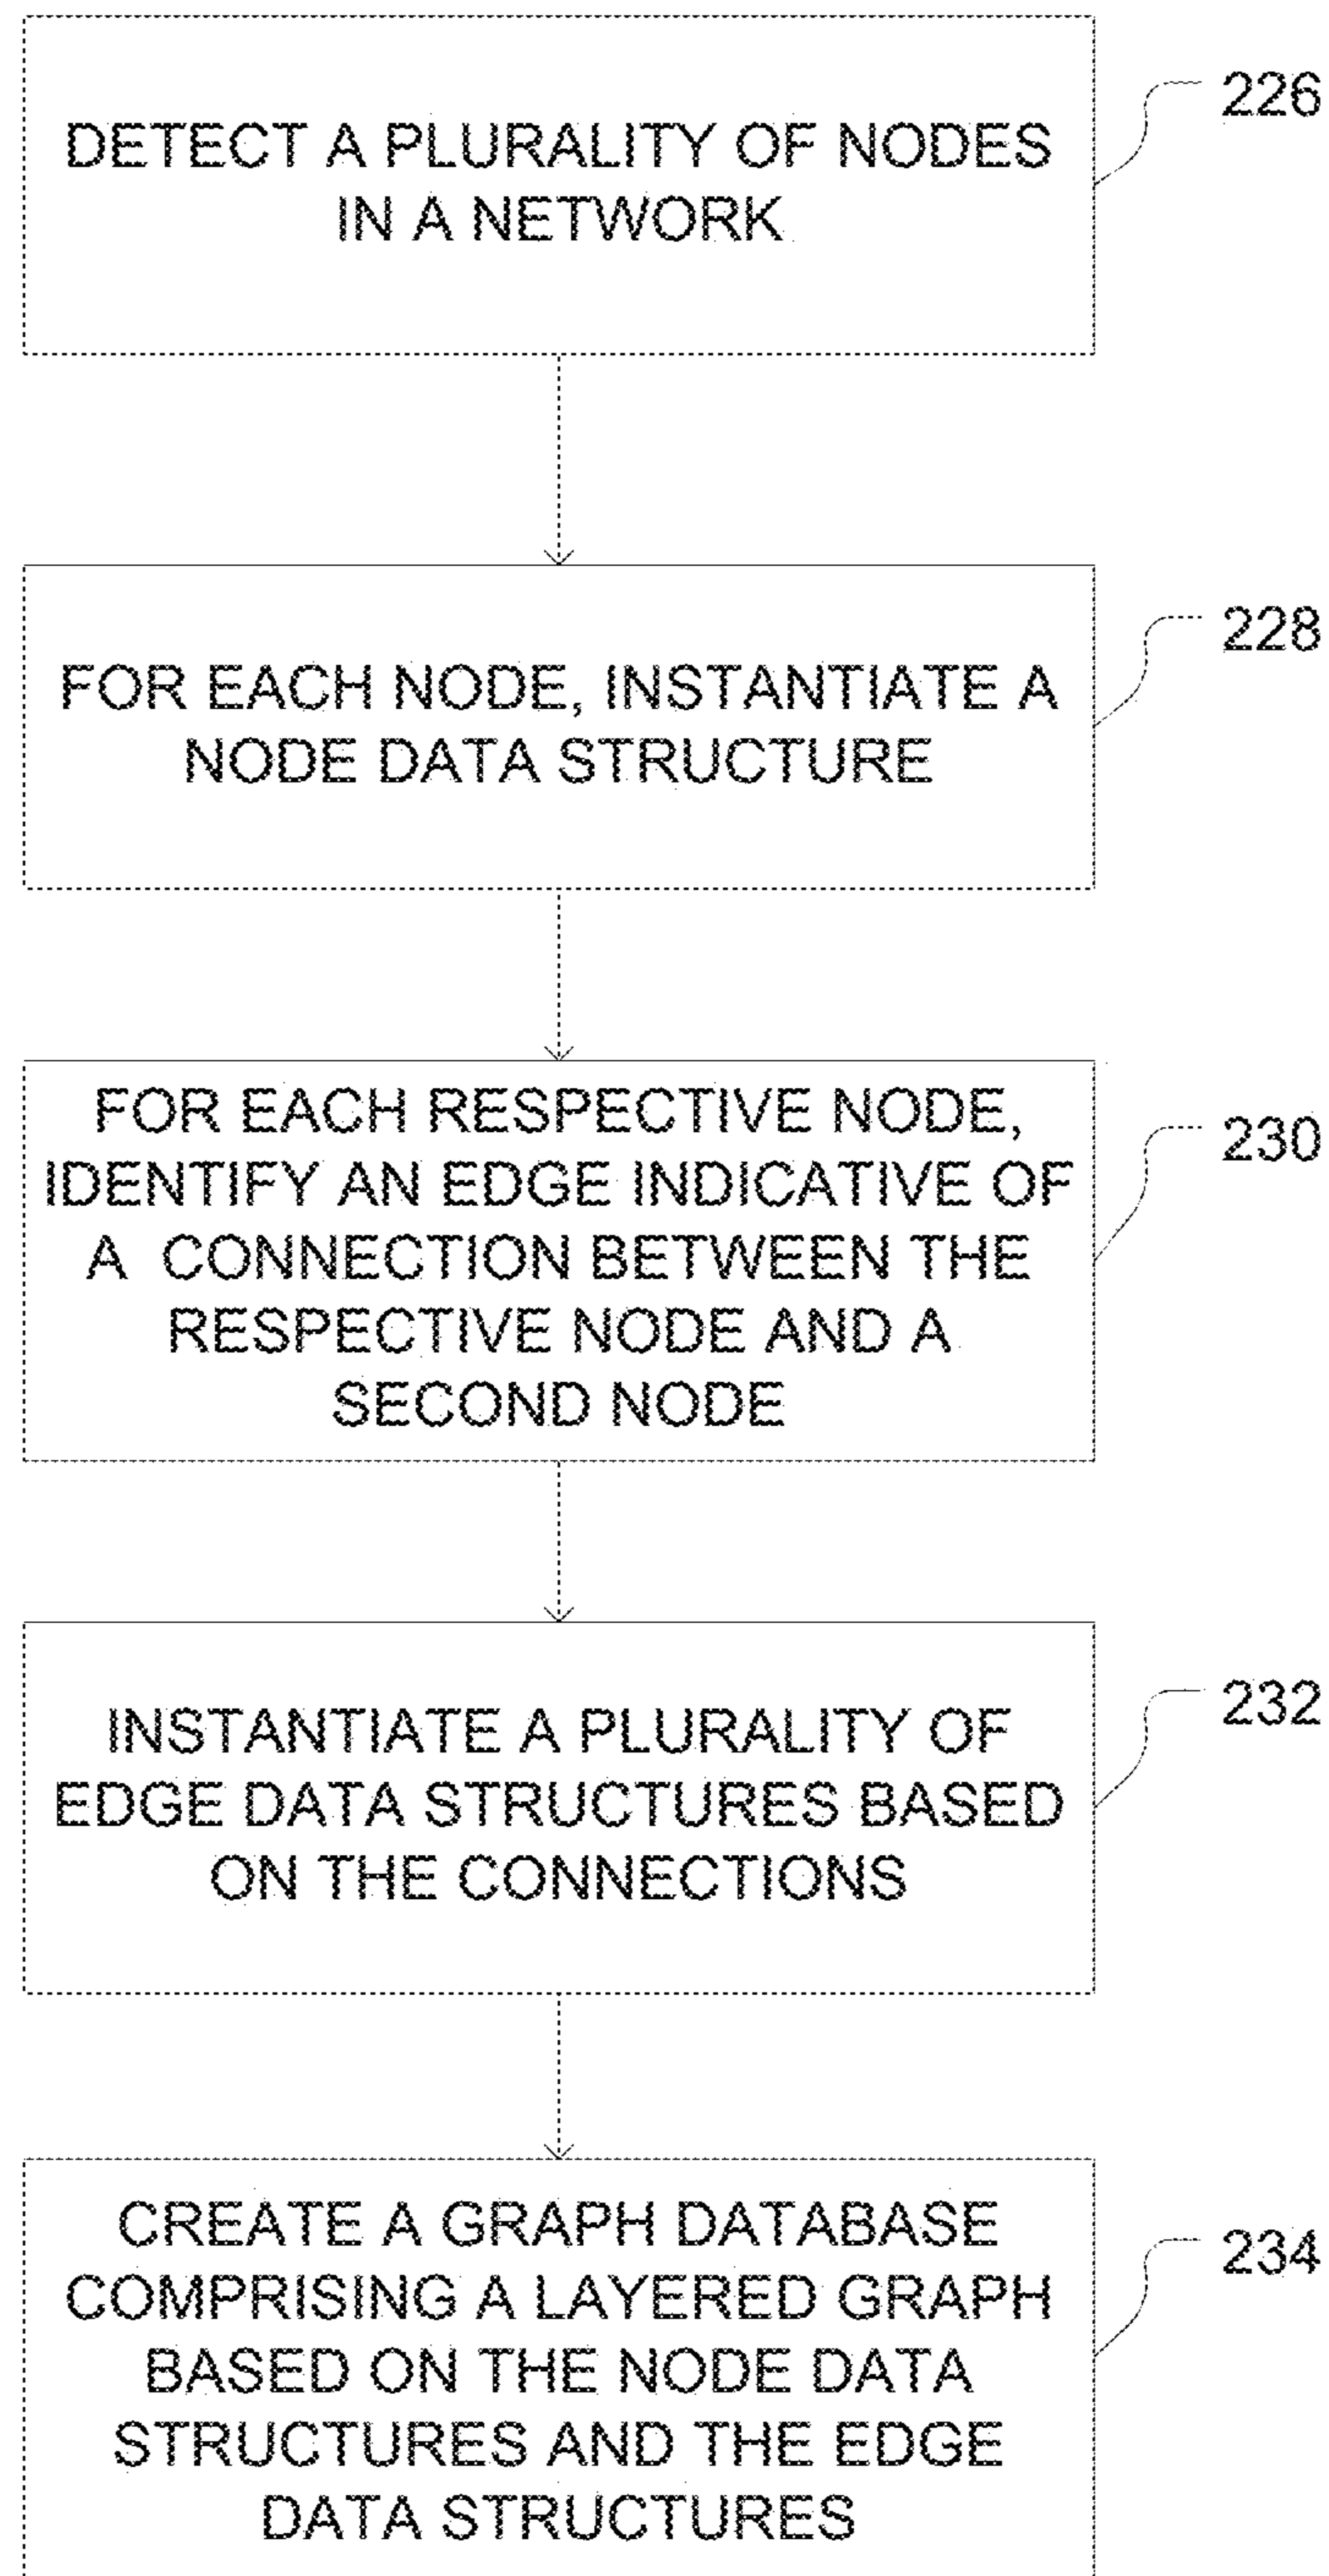 DETECT A PLURALITY OF NODES
IN A NETWORK
226
FOR EACH NODE, INSTANTIATE A
NODE DATA STRUCTURE
228
FOR EACH RESPECTIVE NODE,
IDENTIFY AN EDGE INDICATIVE OF
A CONNECTION BETWEEN THE
RESPECTIVE NODE AND A
SECOND NODE
230
INSTANTIATE A PLURALITY OF
EDGE DATA STRUCTURES BASED
ON THE CONNECTIONS
232
CREATE A GRAPH DATABASE
COMPRISING A LAYERED GRAPH
BASED ON THE NODE DATA
STRUCTURES AND THE EDGE
DATA STRUCTURES
234